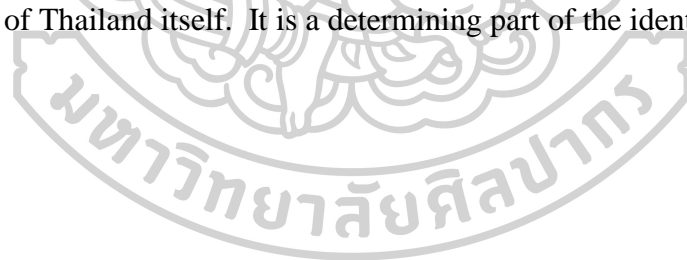 of Thailand itself.  It is a determining part of the iden
มหาวิทยาลัยศิลปากร